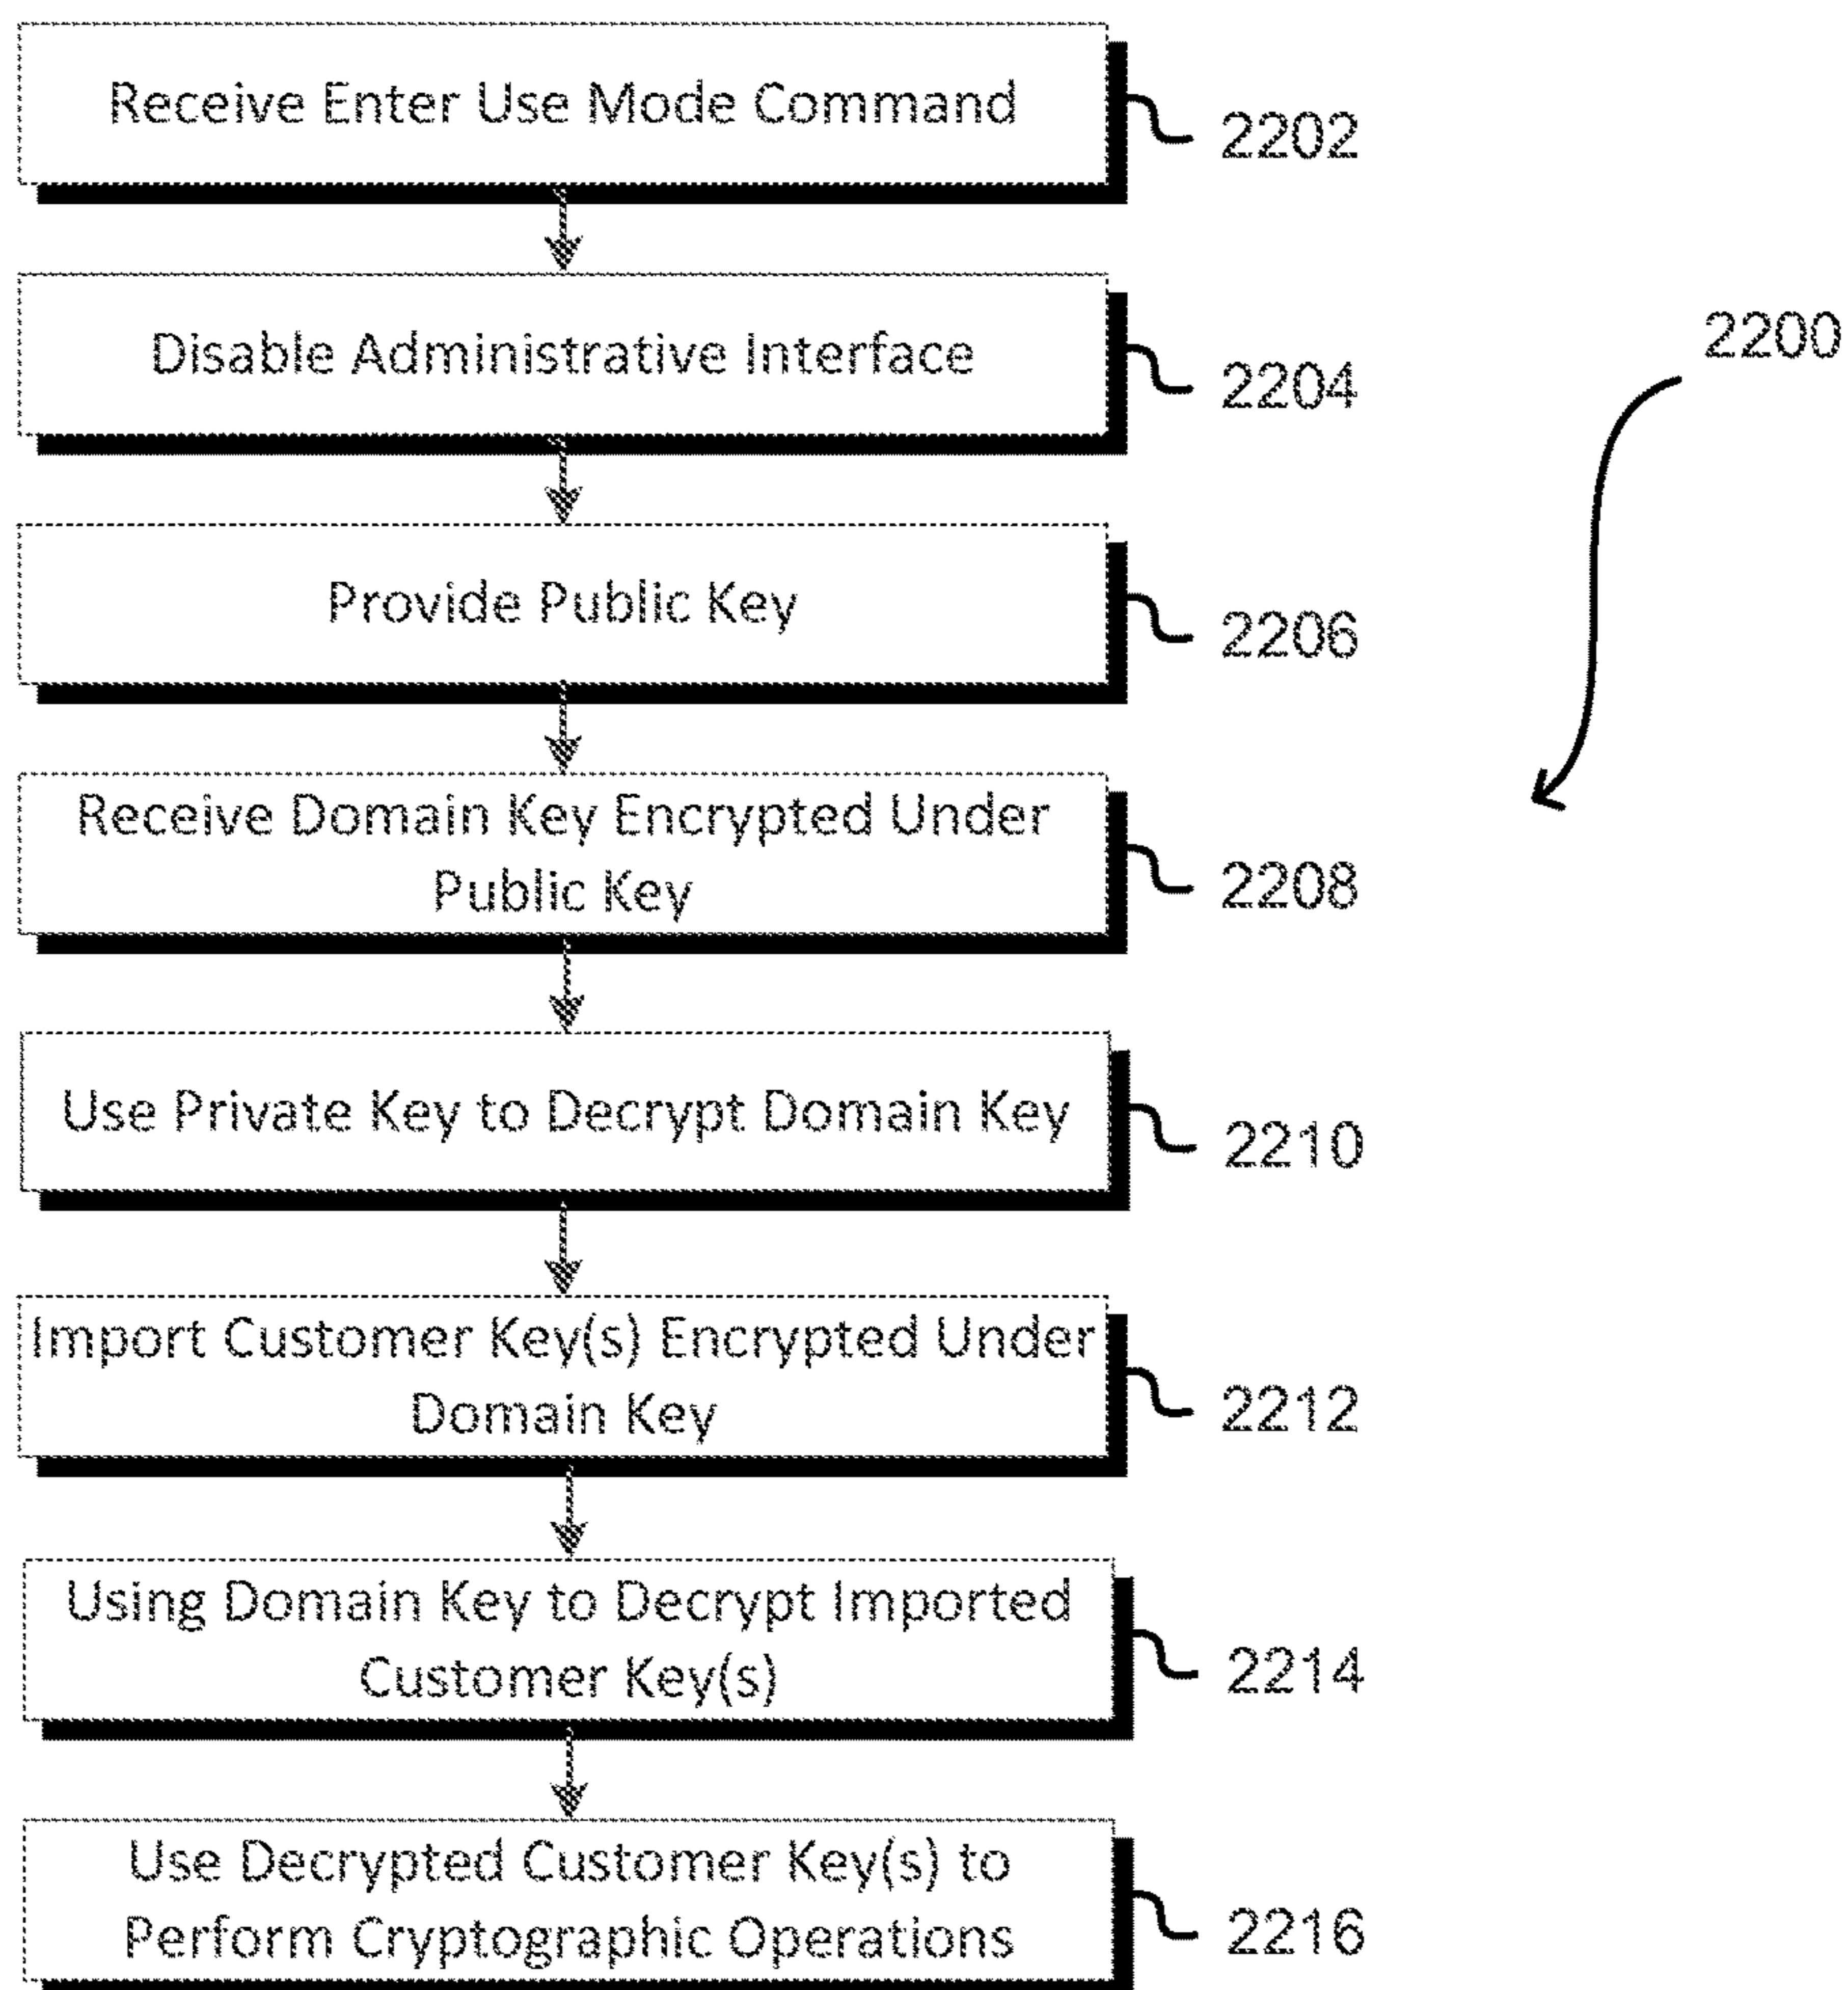 Receive Enter Use Mode Command
2202
Disable Administrative Interface
2204
2200
Provide Public Key
2206
Receive Domain Key Encrypted Under
Public Key
2208
Use Private Key to Decrypt Domain Key
2210
Import Customer Key(s) Encrypted Under
Domain Key
2212
Using Domain Key to Decrypt Imported
Customer Key(s)
2214
Use Decrypted Customer Key(s) to
Perform Cryptographic Operations
2216